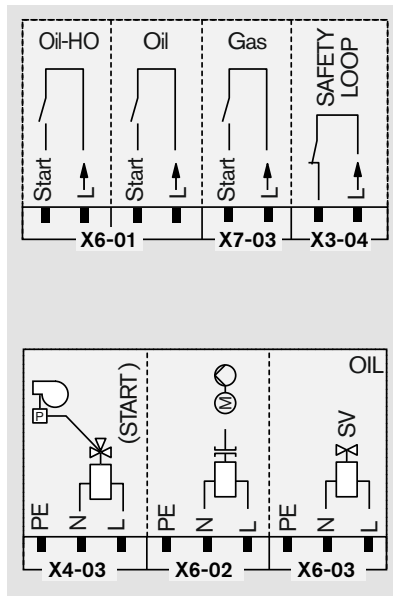 Oil-HO Oil Gas SAFETY LOOP
Start L Start L Start L L
X6-01 X7-03 X3-04
OIL
P (START) M SV
PE N L PE N L PE N L
X4-03 X6-02 X6-03